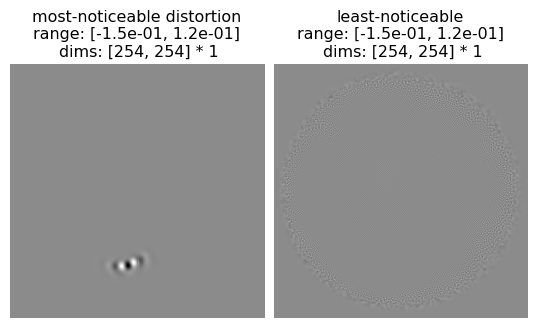 most-noticeable distortion
range: [-1.5e-01, 1.2e-01]
dims: [254, 254] * 1
least-noticeable
range: [-1.5e-01, 1.2e-01]
dims: [254, 254] * 1